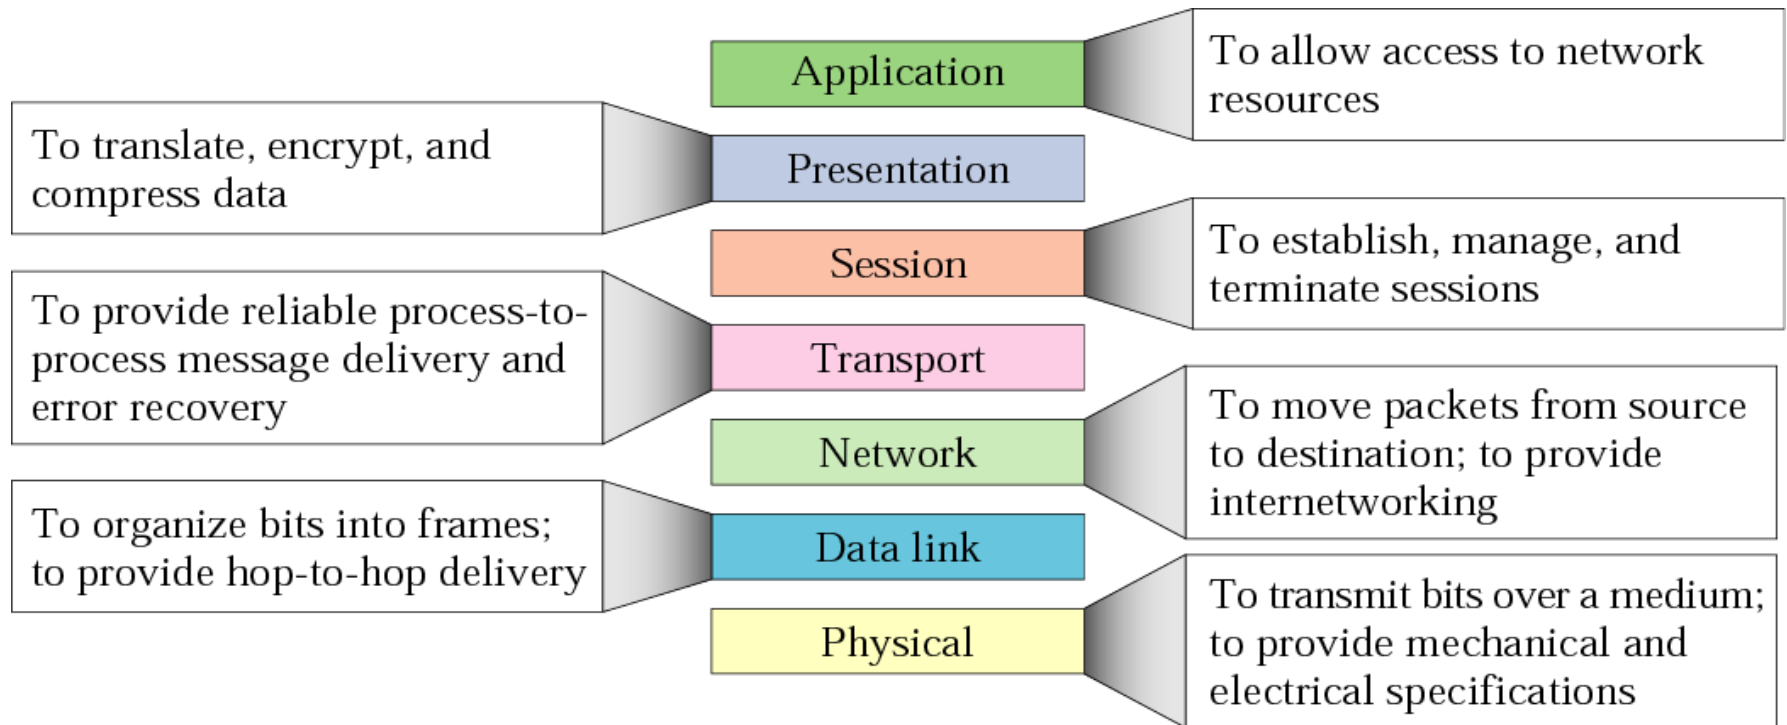 Application
To allow access to network
resources
To translate, encrypt, and
compress data
Presentation
Session
To establish, manage, and
terminate sessions
To provide reliable process-to-
process message delivery and
error recovery
Transport
Network
To move packets from source
to destination; to provide
internetworking
To organize bits into frames;
to provide hop-to-hop delivery
Data link
Physical
To transmit bits over a medium;
to provide mechanical and
electrical specifications